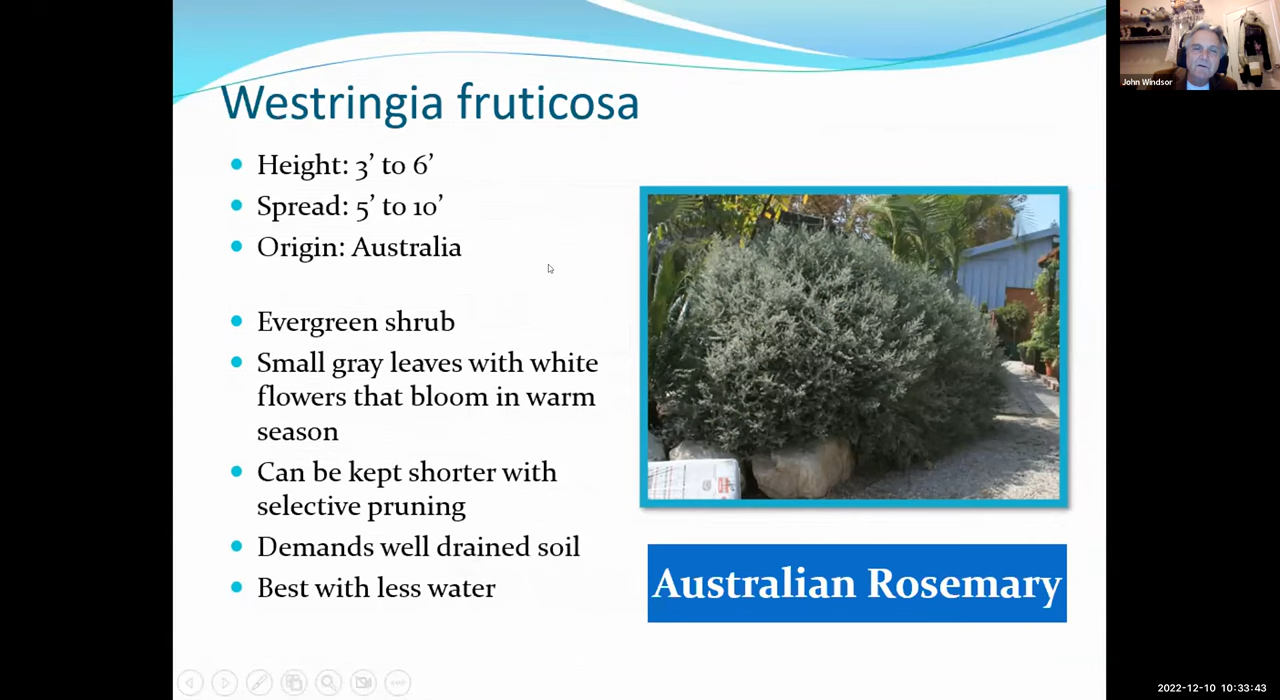 Westringia fruticosa
Height: 3’ to 6’
Spread: 5’ to 10’
Origin: Australia
Evergreen shrub
Small gray leaves with white
flowers that bloom in warm
season
Can be kept shorter with
selective pruning
Demands well drained soil
Best with less water
Australian Rosemary
John Windsor
2022-12-10 10:33:43